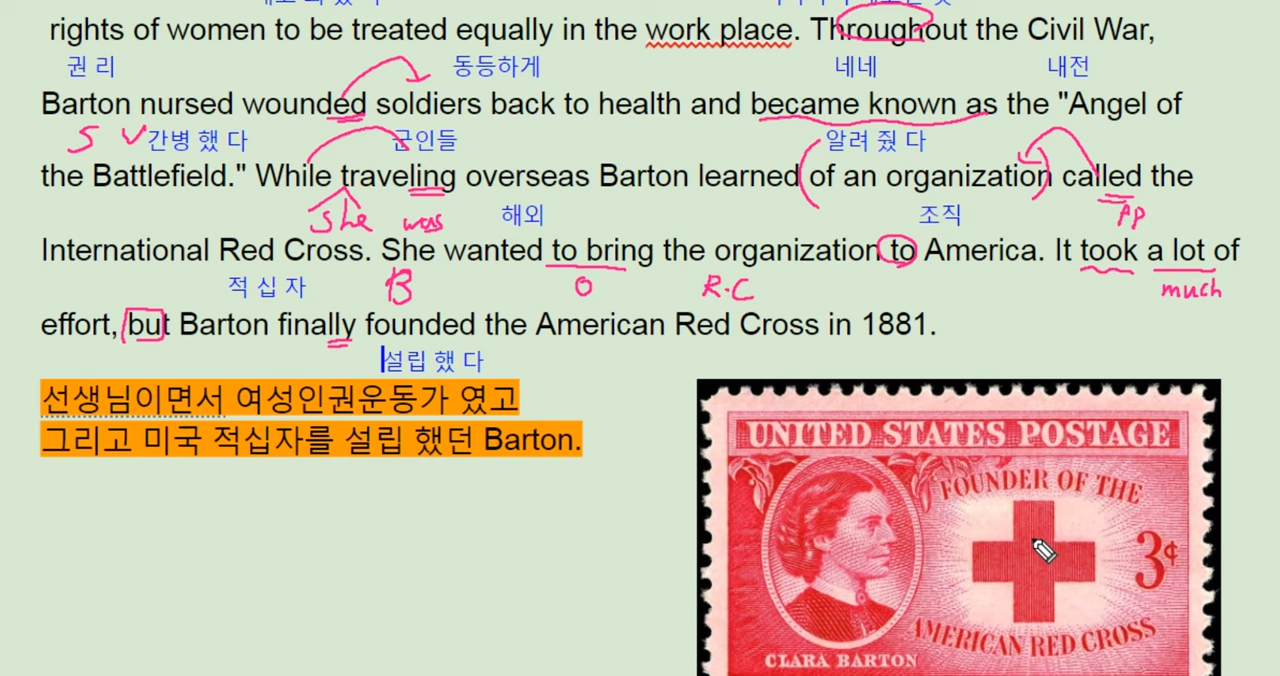 rights of women to be treated equally in the work place. Throughout the Civil War,
권 리 동등하게 네네 내전
Barton nursed wounded soldiers back to health and became known as the "Angel of
S V 간병 했 다 군인들 알려 줬 다
the Battlefield." While traveling overseas Barton learned of an organization called the
she was 해외 조직 PP
International Red Cross. She wanted to bring the organization to America. It took a lot of
적 십 자 B O R.C much
effort, but Barton finally founded the American Red Cross in 1881.
설립 했 다
선생님이면서 여성인권운동가 였고
그리고 미국 적십자를 설립 했던 Barton.
UNITED STATES POSTAGE
FOUNDER OF THE
3¢
AMERICAN RED CROSS
CLARA BARTON